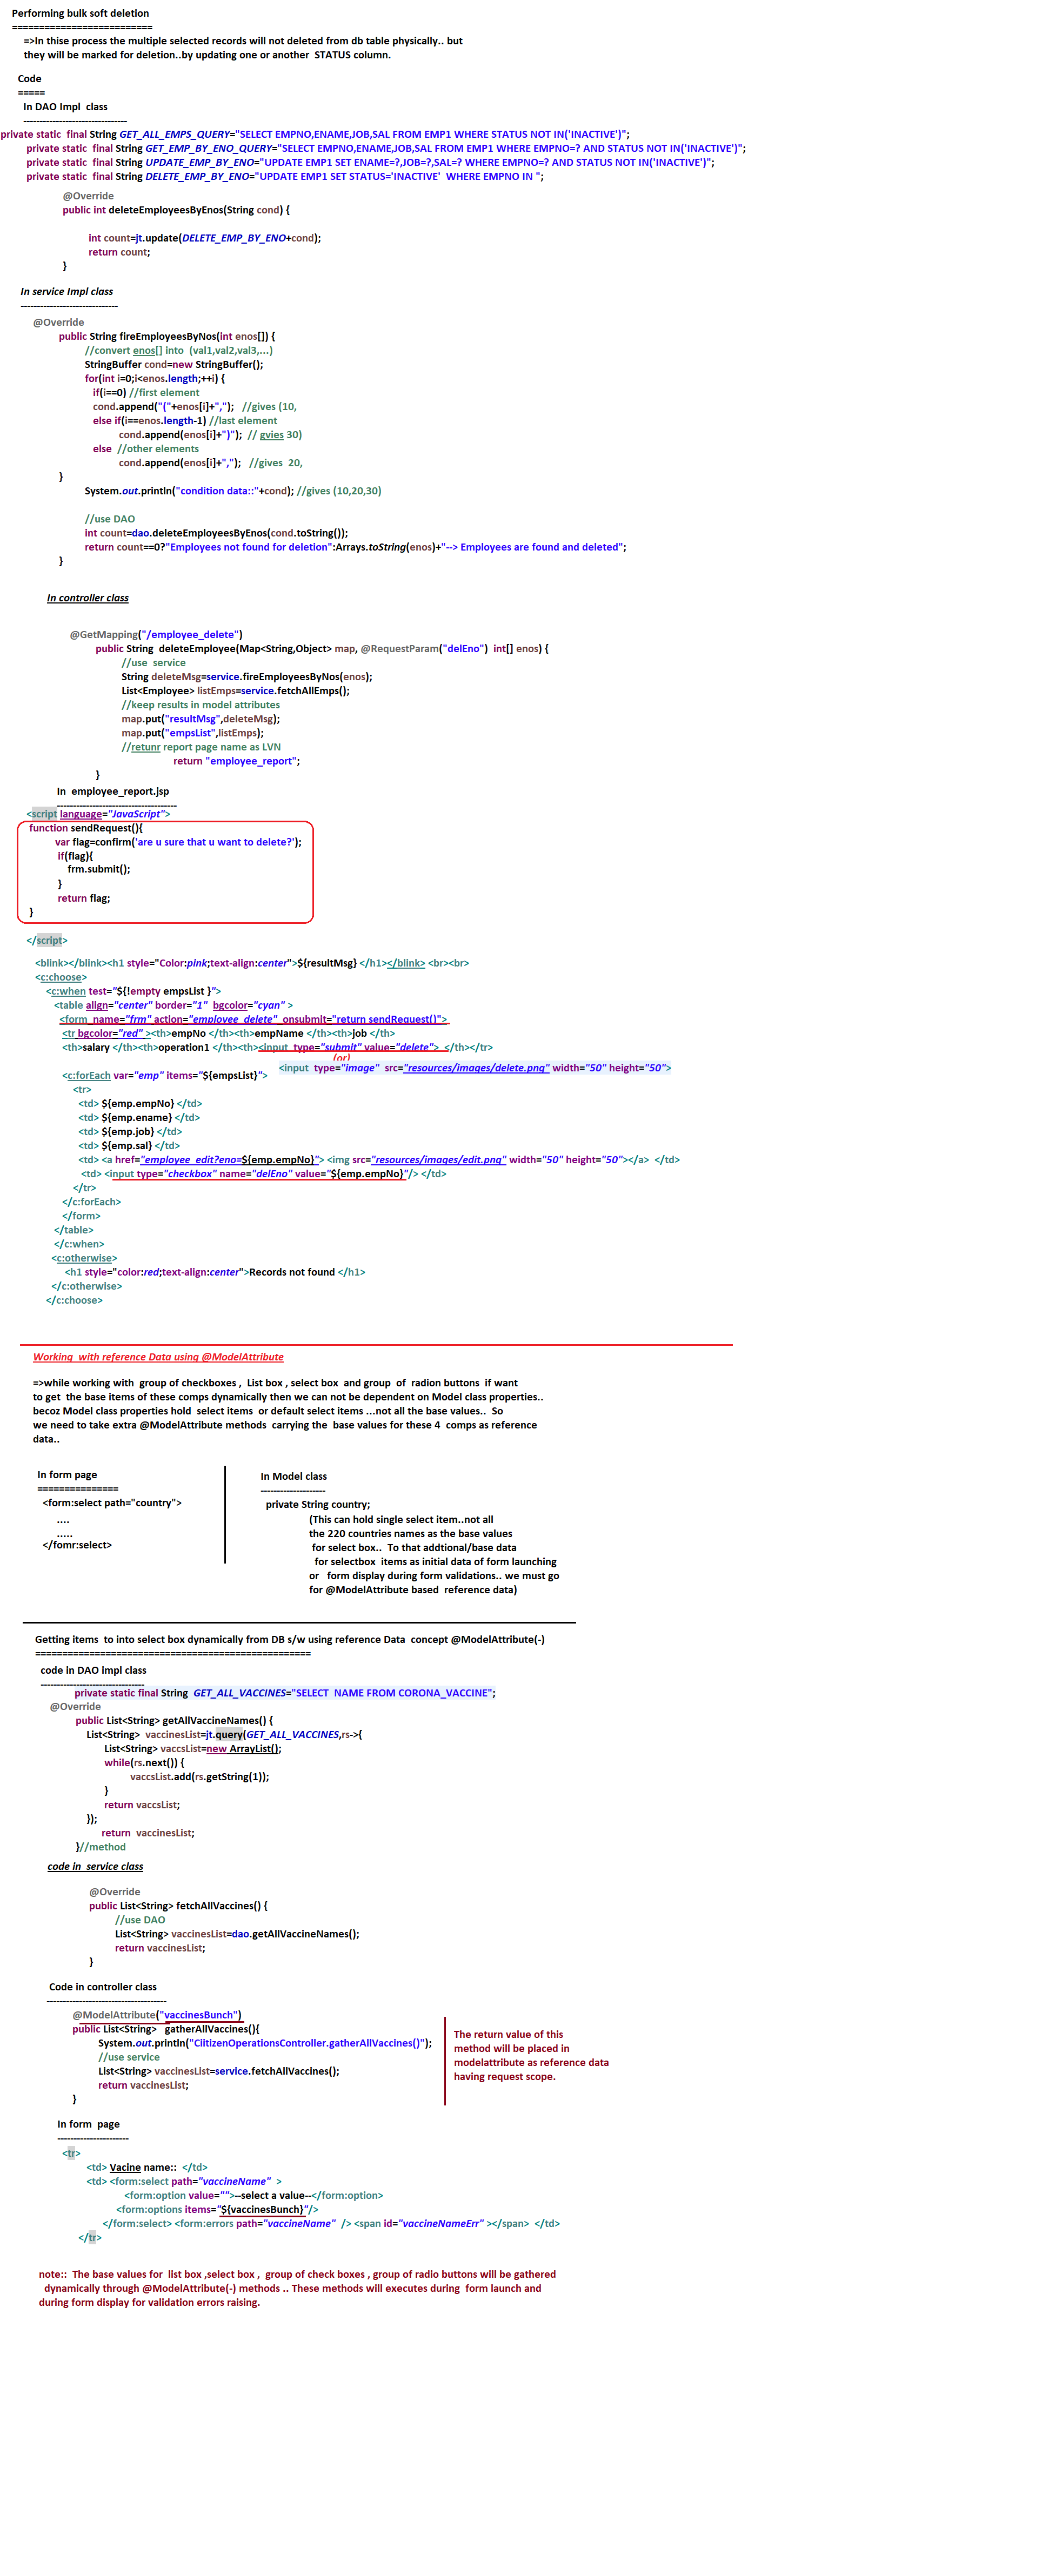 Performing bulk soft deletion
==========================
=>In thise process the multiple selected records will not deleted from db table physically.. but
they will be marked for deletion..by updating one or another  STATUS column.
Code
=====
In DAO Impl  class
--------------------------------
private static  final String GET_ALL_EMPS_QUERY="SELECT EMPNO,ENAME,JOB,SAL FROM EMP1 WHERE STATUS NOT IN('INACTIVE')";
private static  final String GET_EMP_BY_ENO_QUERY="SELECT EMPNO,ENAME,JOB,SAL FROM EMP1 WHERE EMPNO=? AND STATUS NOT IN('INACTIVE')";
private static  final String UPDATE_EMP_BY_ENO="UPDATE EMP1 SET ENAME=?,JOB=?,SAL=? WHERE EMPNO=? AND STATUS NOT IN('INACTIVE')";
private static  final String DELETE_EMP_BY_ENO="UPDATE EMP1 SET STATUS='INACTIVE'  WHERE EMPNO IN ";
@Override
public int deleteEmployeesByEnos(String cond) {
int count=jt.update(DELETE_EMP_BY_ENO+cond);
return count;
}
In service Impl class
------------------------------
@Override
public String fireEmployeesByNos(int enos[]) {
//convert enos[] into  (val1,val2,val3,...)
StringBuffer cond=new StringBuffer();
for(int i=0;i<enos.length;++i) {
if(i==0) //first element
cond.append("("+enos[i]+",");   //gives (10,
else if(i==enos.length-1) //last element
cond.append(enos[i]+")");  // gvies 30)
else  //other elements
cond.append(enos[i]+",");   //gives  20,
}
System.out.println("condition data::"+cond); //gives (10,20,30)
//use DAO
int count=dao.deleteEmployeesByEnos(cond.toString());
return count==0?"Employees not found for deletion":Arrays.toString(enos)+"--> Employees are found and deleted";
}
In controller class
@GetMapping("/employee_delete")
public String  deleteEmployee(Map<String,Object> map, @RequestParam("delEno")  int[] enos) {
//use  service
String deleteMsg=service.fireEmployeesByNos(enos);
List<Employee> listEmps=service.fetchAllEmps();
//keep results in model attributes
map.put("resultMsg",deleteMsg);
map.put("empsList",listEmps);
//retunr report page name as LVN
return "employee_report";
}
In  employee_report.jsp
-------------------------------------
<script language="JavaScript">
function sendRequest(){
var flag=confirm('are u sure that u want to delete?');
if(flag){
frm.submit();
}
return flag;
}
</script>
<blink></blink><h1 style="Color:pink;text-align:center">${resultMsg} </h1></blink> <br><br>
<c:choose>
<c:when test="${!empty empsList }">
<table align="center" border="1"  bgcolor="cyan" >
<form  name="frm" action="employee_delete"  onsubmit="return sendRequest()">
<tr bgcolor="red" ><th>empNo </th><th>empName </th><th>job </th>
<th>salary </th><th>operation1 </th><th><input  type="submit" value="delete">  </th></tr>
(or)
<input  type="image"  src="resources/images/delete.png" width="50" height="50">
<c:forEach var="emp" items="${empsList}">
<tr>
<td> ${emp.empNo} </td>
<td> ${emp.ename} </td>
<td> ${emp.job} </td>
<td> ${emp.sal} </td>
<td> <a href="employee_edit?eno=${emp.empNo}"> <img src="resources/images/edit.png" width="50" height="50"></a>  </td>
<td> <input type="checkbox" name="delEno" value="${emp.empNo}"/> </td>
</tr>
</c:forEach>
</form>
</table>
</c:when>
<c:otherwise>
<h1 style="color:red;text-align:center">Records not found </h1>
</c:otherwise>
</c:choose>
Working  with reference Data using @ModelAttribute
=>while working with  group of checkboxes ,  List box , select box  and group  of  radion buttons  if want
to get  the base items of these comps dynamically then we can not be dependent on Model class properties..
becoz Model class properties hold  select items  or default select items ...not all the base values..  So
we need to take extra @ModelAttribute methods  carrying the  base values for these 4  comps as reference
data..
In form page
===============
<form:select path="country">
....
.....
</fomr:select>
In Model class
--------------------
private String country;
(This can hold single select item..not all
the 220 countries names as the base values
for select box..  To that addtional/base data
for selectbox  items as initial data of form launching
or   form display during form validations.. we must go
for @ModelAttribute based  reference data)
Getting items  to into select box dynamically from DB s/w using reference Data  concept @ModelAttribute(-)
===================================================
code in DAO impl class
--------------------------------
private static final String  GET_ALL_VACCINES="SELECT  NAME FROM CORONA_VACCINE";
@Override
public List<String> getAllVaccineNames() {
List<String>  vaccinesList=jt.query(GET_ALL_VACCINES,rs->{
List<String> vaccsList=new ArrayList();
while(rs.next()) {
vaccsList.add(rs.getString(1));
}
return vaccsList;
});
return  vaccinesList;
}//method
code in  service class
@Override
public List<String> fetchAllVaccines() {
//use DAO
List<String> vaccinesList=dao.getAllVaccineNames();
return vaccinesList;
}
Code in controller class
-------------------------------------
@ModelAttribute("vaccinesBunch")
public List<String>   gatherAllVaccines(){
System.out.println("CiitizenOperationsController.gatherAllVaccines()");
//use service
List<String> vaccinesList=service.fetchAllVaccines();
return vaccinesList;
}
The return value of this
method will be placed in
modelattribute as reference data
having request scope.
In form  page
----------------------
<tr>
<td> Vacine name::  </td>
<td> <form:select path="vaccineName"  >
<form:option value="">--select a value--</form:option>
<form:options items="${vaccinesBunch}"/>
</form:select> <form:errors path="vaccineName"  /> <span id="vaccineNameErr" ></span>  </td>
</tr>
note::  The base values for  list box ,select box ,  group of check boxes , group of radio buttons will be gathered
dynamically through @ModelAttribute(-) methods .. These methods will executes during  form launch and
during form display for validation errors raising.